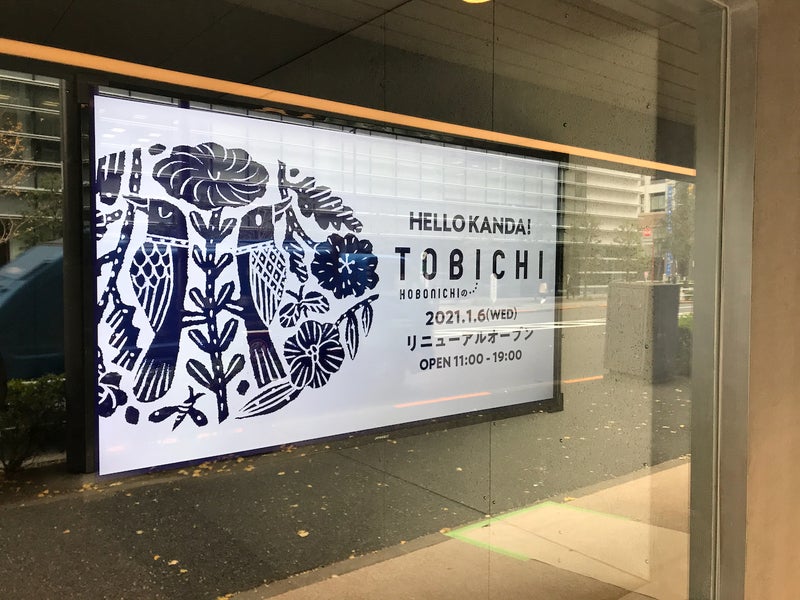 HELLO KANDA!
TOBICHI
HOBONICHIの
2021.1.6(WED)
リニューアルオープン
OPEN 11:00 - 19:00